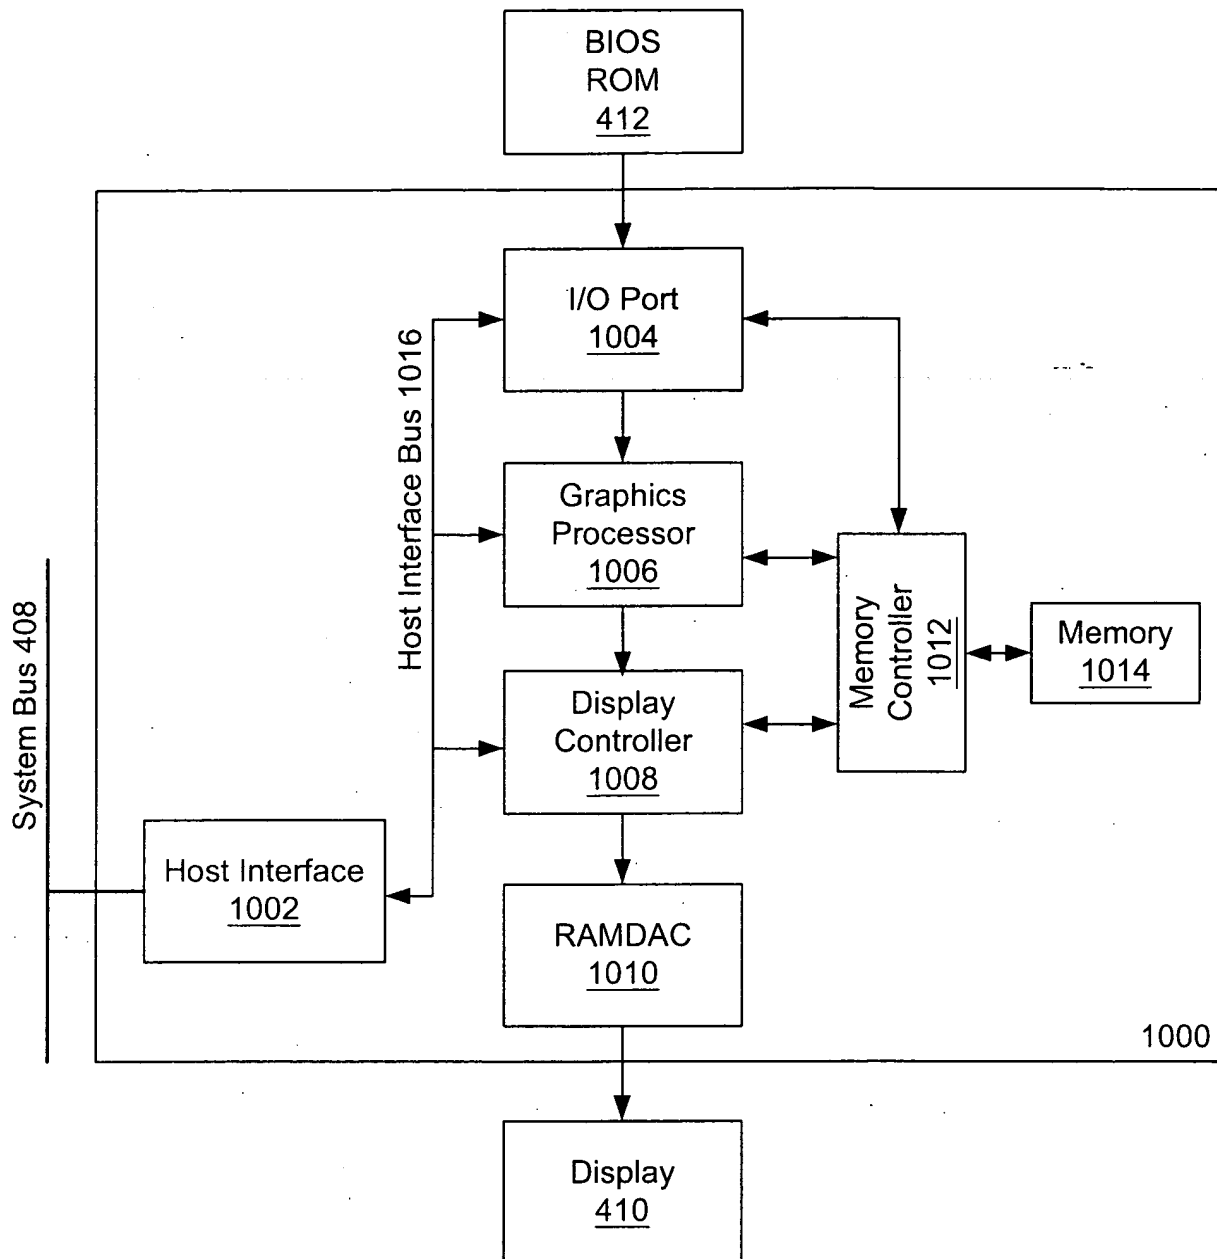 BIOS
ROM
412
I/O Port
1004
Host Interface Bus 1016
Graphics
Processor
1006
Memory
Controller
1012
Memory
1014
System Bus 408
Display
Controller
1008
Host Interface
1002
RAMDAC
1010
1000
Display
410